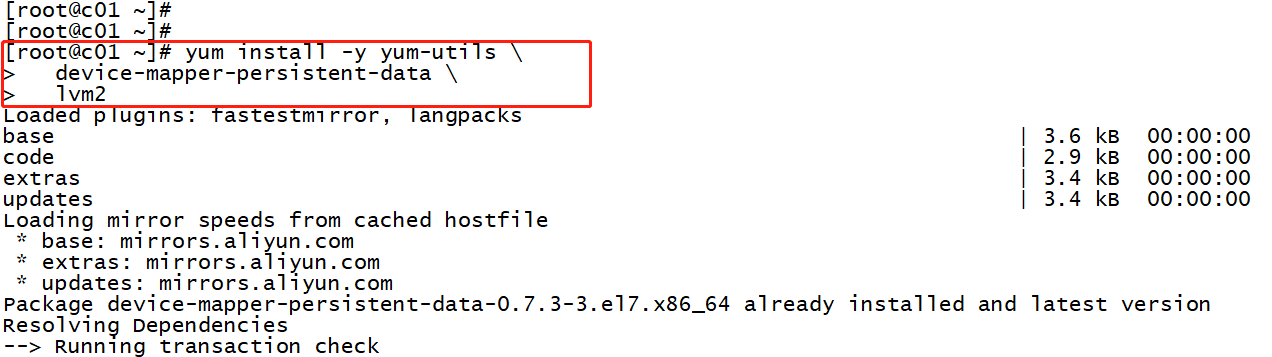 [root@c01 ~]#
[root@c01 ~]#
[root@c01 ~]# yum install -y yum-utils \
>   device-mapper-persistent-data \
>   lvm2
Loaded plugins: fastestmirror, langpacks
base                                                                          | 3.6 kB  00:00:00
code                                                                          | 2.9 kB  00:00:00
extras                                                                        | 3.4 kB  00:00:00
updates                                                                       | 3.4 kB  00:00:00
Loading mirror speeds from cached hostfile
 * base: mirrors.aliyun.com
 * extras: mirrors.aliyun.com
 * updates: mirrors.aliyun.com
Package device-mapper-persistent-data-0.7.3-3.el7.x86_64 already installed and latest version
Resolving Dependencies
--> Running transaction check